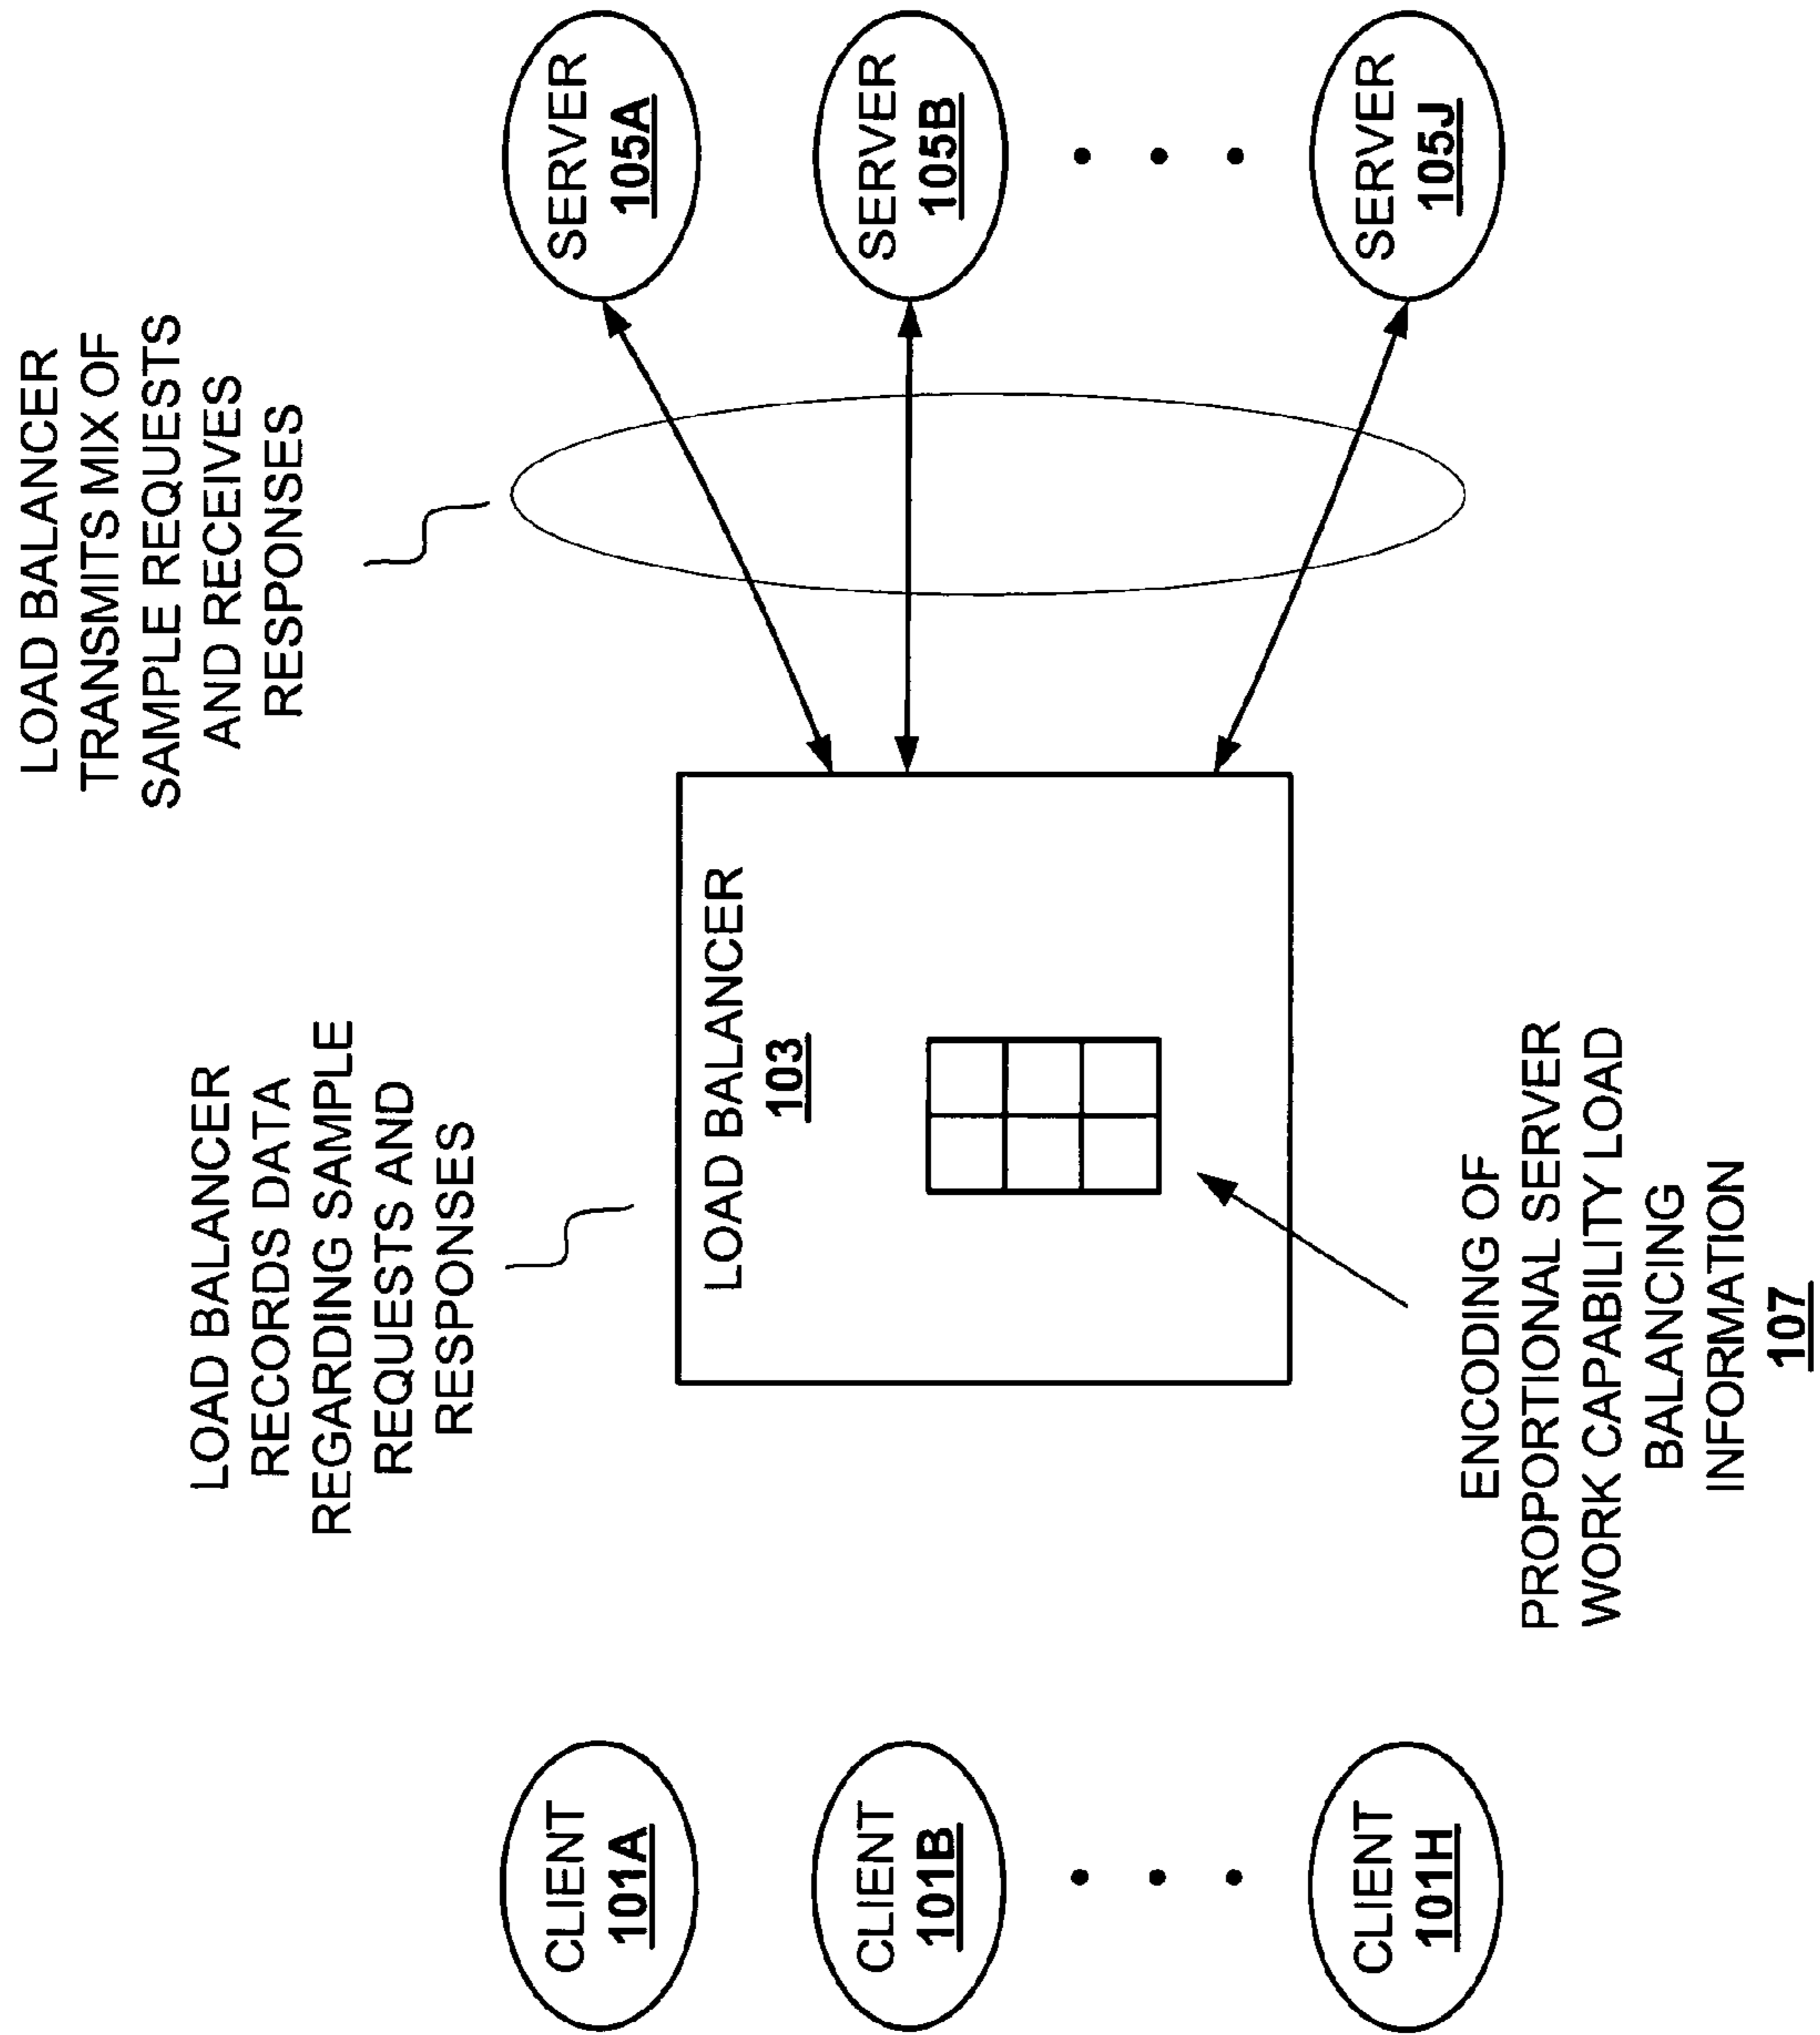 LOAD BALANCER
TRANSMITS MIX OF
SAMPLE REQUESTS
AND RECEIVES
RESPONSES
LOAD BALANCER
RECORDS DATA
REGARDING SAMPLE
REQUESTS AND
RESPONSES
CLIENT
101A
CLIENT
101B
CLIENT
101H
LOAD BALANCER
103
SERVER
105A
SERVER
105B
SERVER
105J
ENCODING OF
PROPORTIONAL SERVER
WORK CAPABILITY LOAD
BALANCING
INFORMATION
107